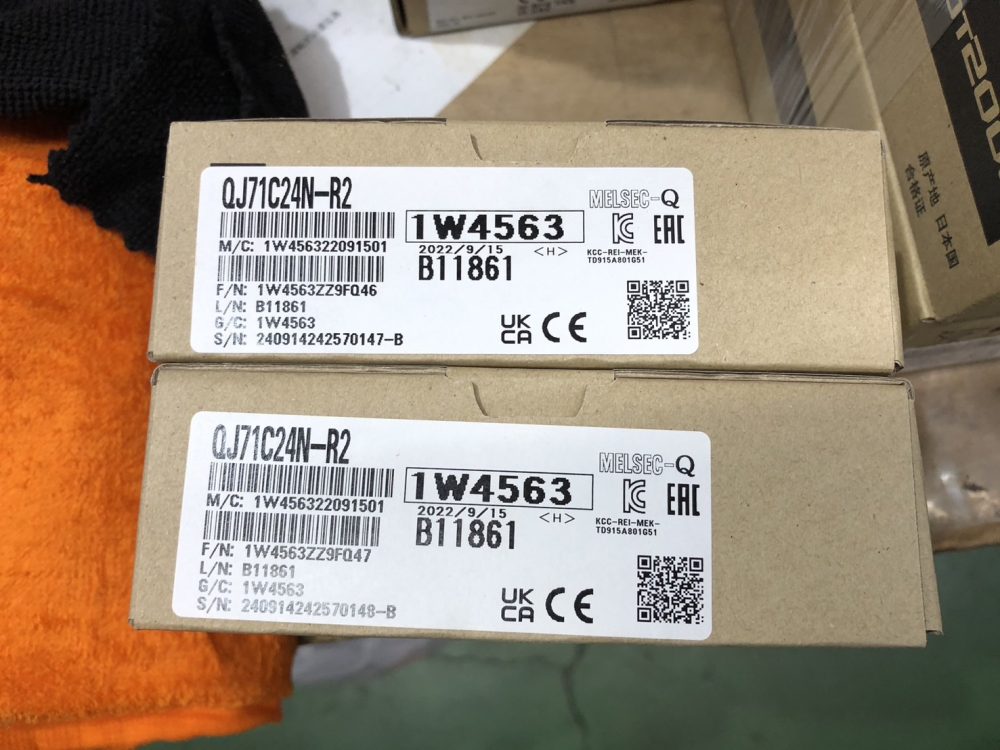 QJ71C24N-R2
MELSEC-Q
M/C: 1W456322091501
1W4563
2022/9/15 <H>
B11861
KCC-REI-MEK-
TD915A801G51
EAC
F/N: 1W4563ZZ9FQ46
L/N: B11861
G/C: 1W4563
S/N: 240914242570147-B
UK
CA
CE
QJ71C24N-R2
MELSEC-Q
M/C: 1W456322091501
1W4563
2022/9/15 <H>
B11861
KCC-REI-MEK-
TD915A801G51
EAC
F/N: 1W4563ZZ9FQ47
L/N: B11861
G/C: 1W4563
S/N: 240914242570148-B
UK
CA
CE
原产地 日本国
合格证